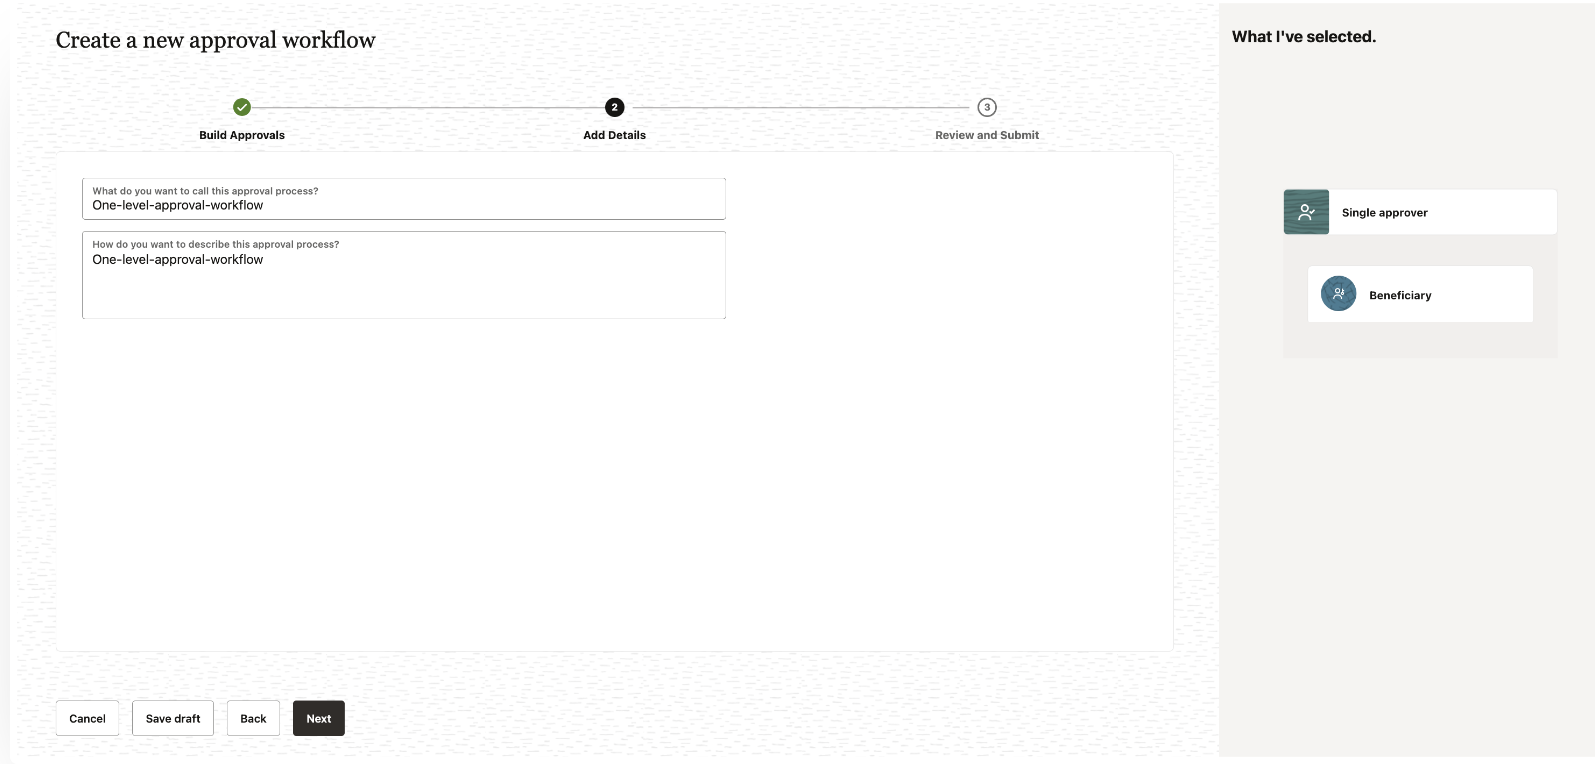 Create a new approval workflow
What I've selected.
2
3
Build Approvals
Add Details
Review and Submit
What do you want to call this approval process?
One-level-approval-workflow
How do you want to describe this approval process?
One-level-approval-workflow
Single approver
Beneficiary
Cancel
Save draft
Back
Next